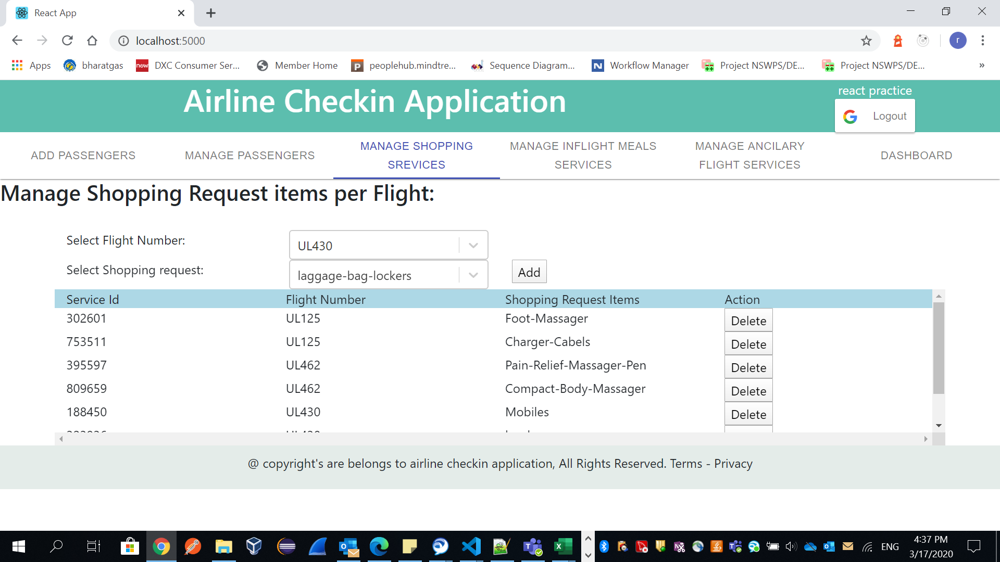 React App
localhost:5000
r
Apps bharatgas now DXC Consumer Ser... Member Home P peoplehub.mindtre... Sequence Diagram... N Workflow Manager Project NSWPS/DE... Project NSWPS/DE... »
Airline Checkin Application
react practice
Logout
ADD PASSENGERS
MANAGE PASSENGERS
MANAGE SHOPPING
SREVICES
MANAGE INFLIGHT MEALS
SERVICES
MANAGE ANCILARY
FLIGHT SERVICES
DASHBOARD
Manage Shopping Request items per Flight:
Select Flight Number: UL430
Select Shopping request: laggage-bag-lockers Add
Service Id Flight Number Shopping Request Items Action
302601 UL125 Foot-Massager Delete
753511 UL125 Charger-Cabels Delete
395597 UL462 Pain-Relief-Massager-Pen Delete
809659 UL462 Compact-Body-Massager Delete
188450 UL430 Mobiles Delete
@ copyright's are belongs to airline checkin application, All Rights Reserved. Terms - Privacy
ENG
4:37 PM
3/17/2020